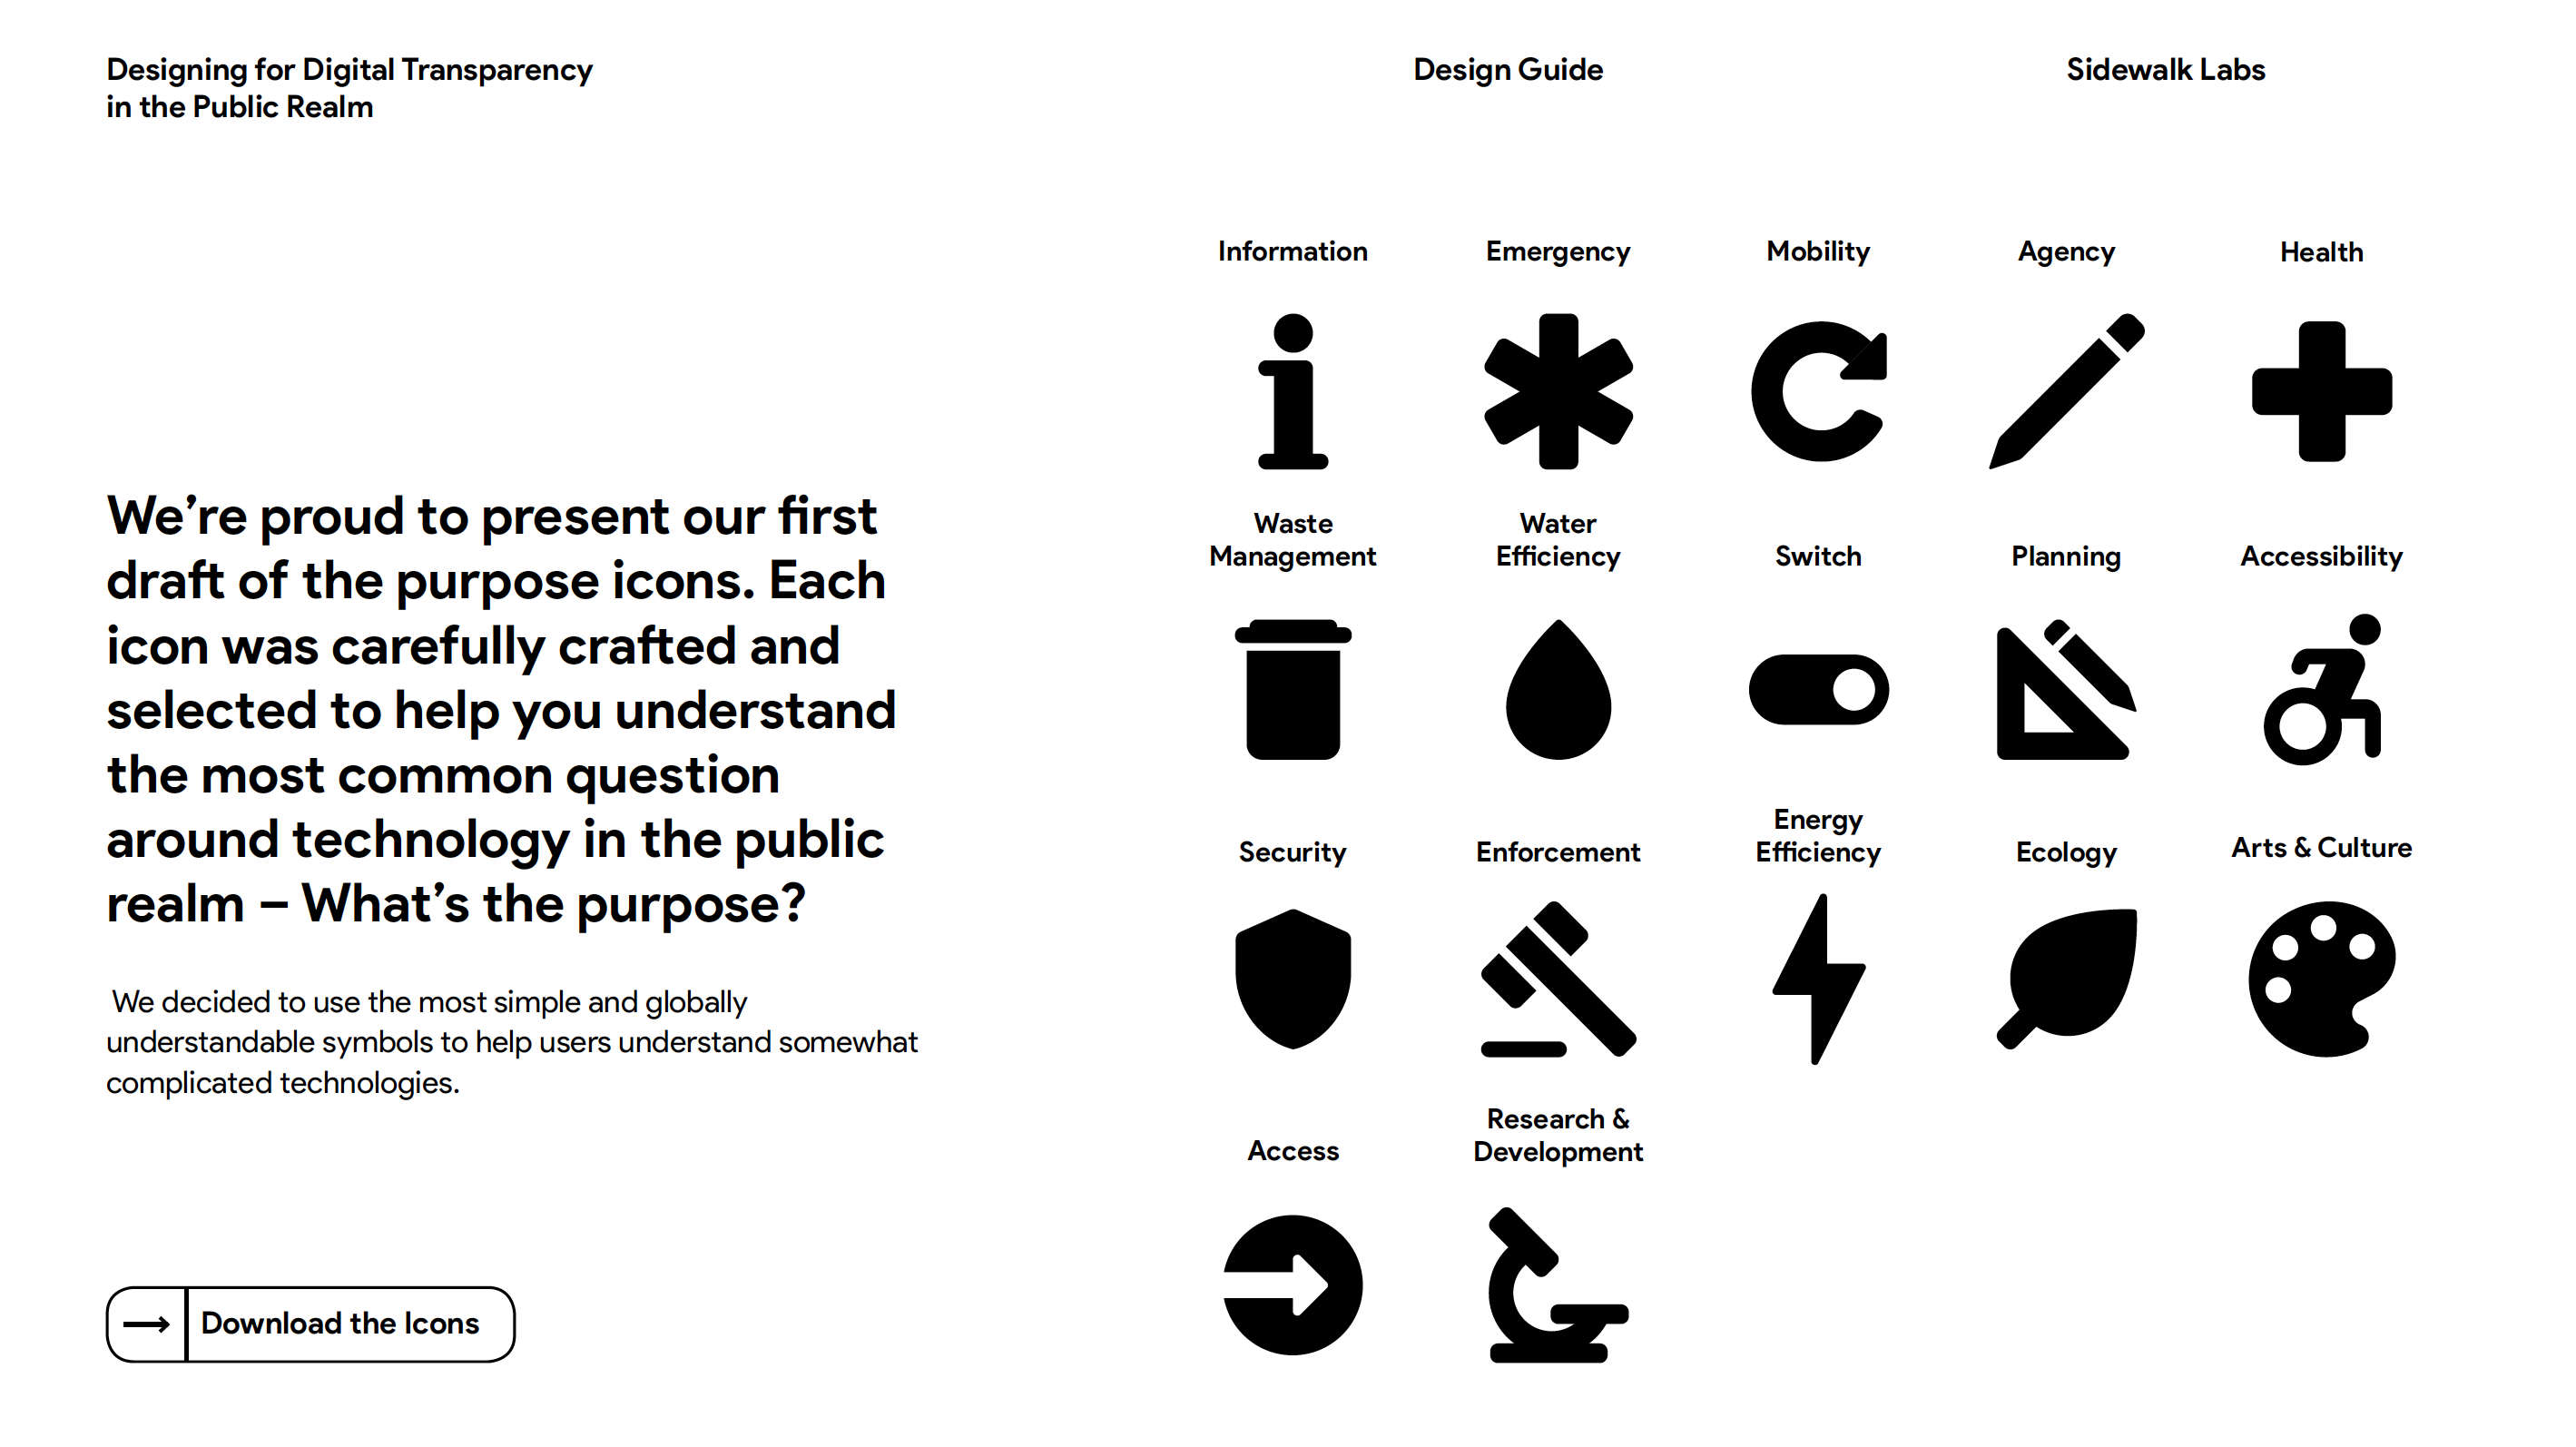 Designing for Digital Transparency
in the Public Realm
Design Guide
Sidewalk Labs
We’re proud to present our first
draft of the purpose icons. Each
icon was carefully crafted and
selected to help you understand
the most common question
around technology in the public
realm – What’s the purpose?
We decided to use the most simple and globally
understandable symbols to help users understand somewhat
complicated technologies.
Download the Icons
Information
Emergency
Mobility
Agency
Health
Waste
Management
Water
Efficiency
Switch
Planning
Accessibility
Security
Enforcement
Energy
Efficiency
Ecology
Arts & Culture
Access
Research &
Development